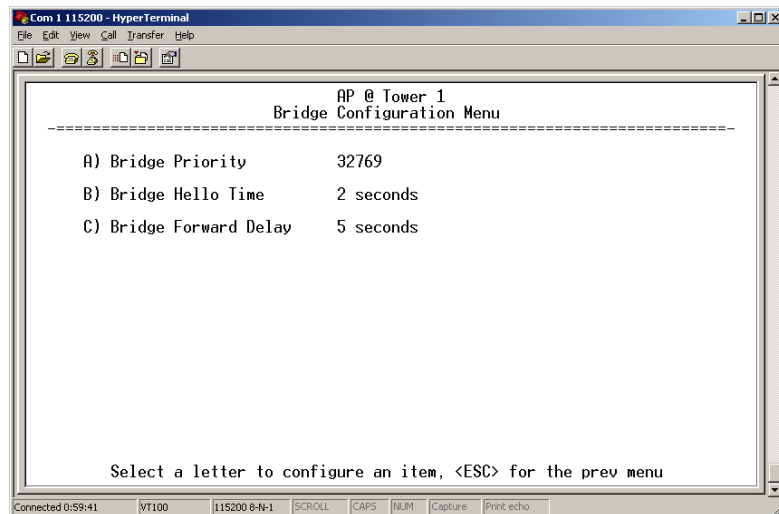 Com 1 115200 - HyperTerminal
File Edit View Call Transfer Help
AP @ Tower 1
Bridge Configuration Menu
-==========================================================================-
A) Bridge Priority 32769
B) Bridge Hello Time 2 seconds
C) Bridge Forward Delay 5 seconds
Select a letter to configure an item, <ESC> for the prev menu
Connected 0:59:41 VT100 115200 8-N-1 SCROLL CAPS NUM Capture Print echo